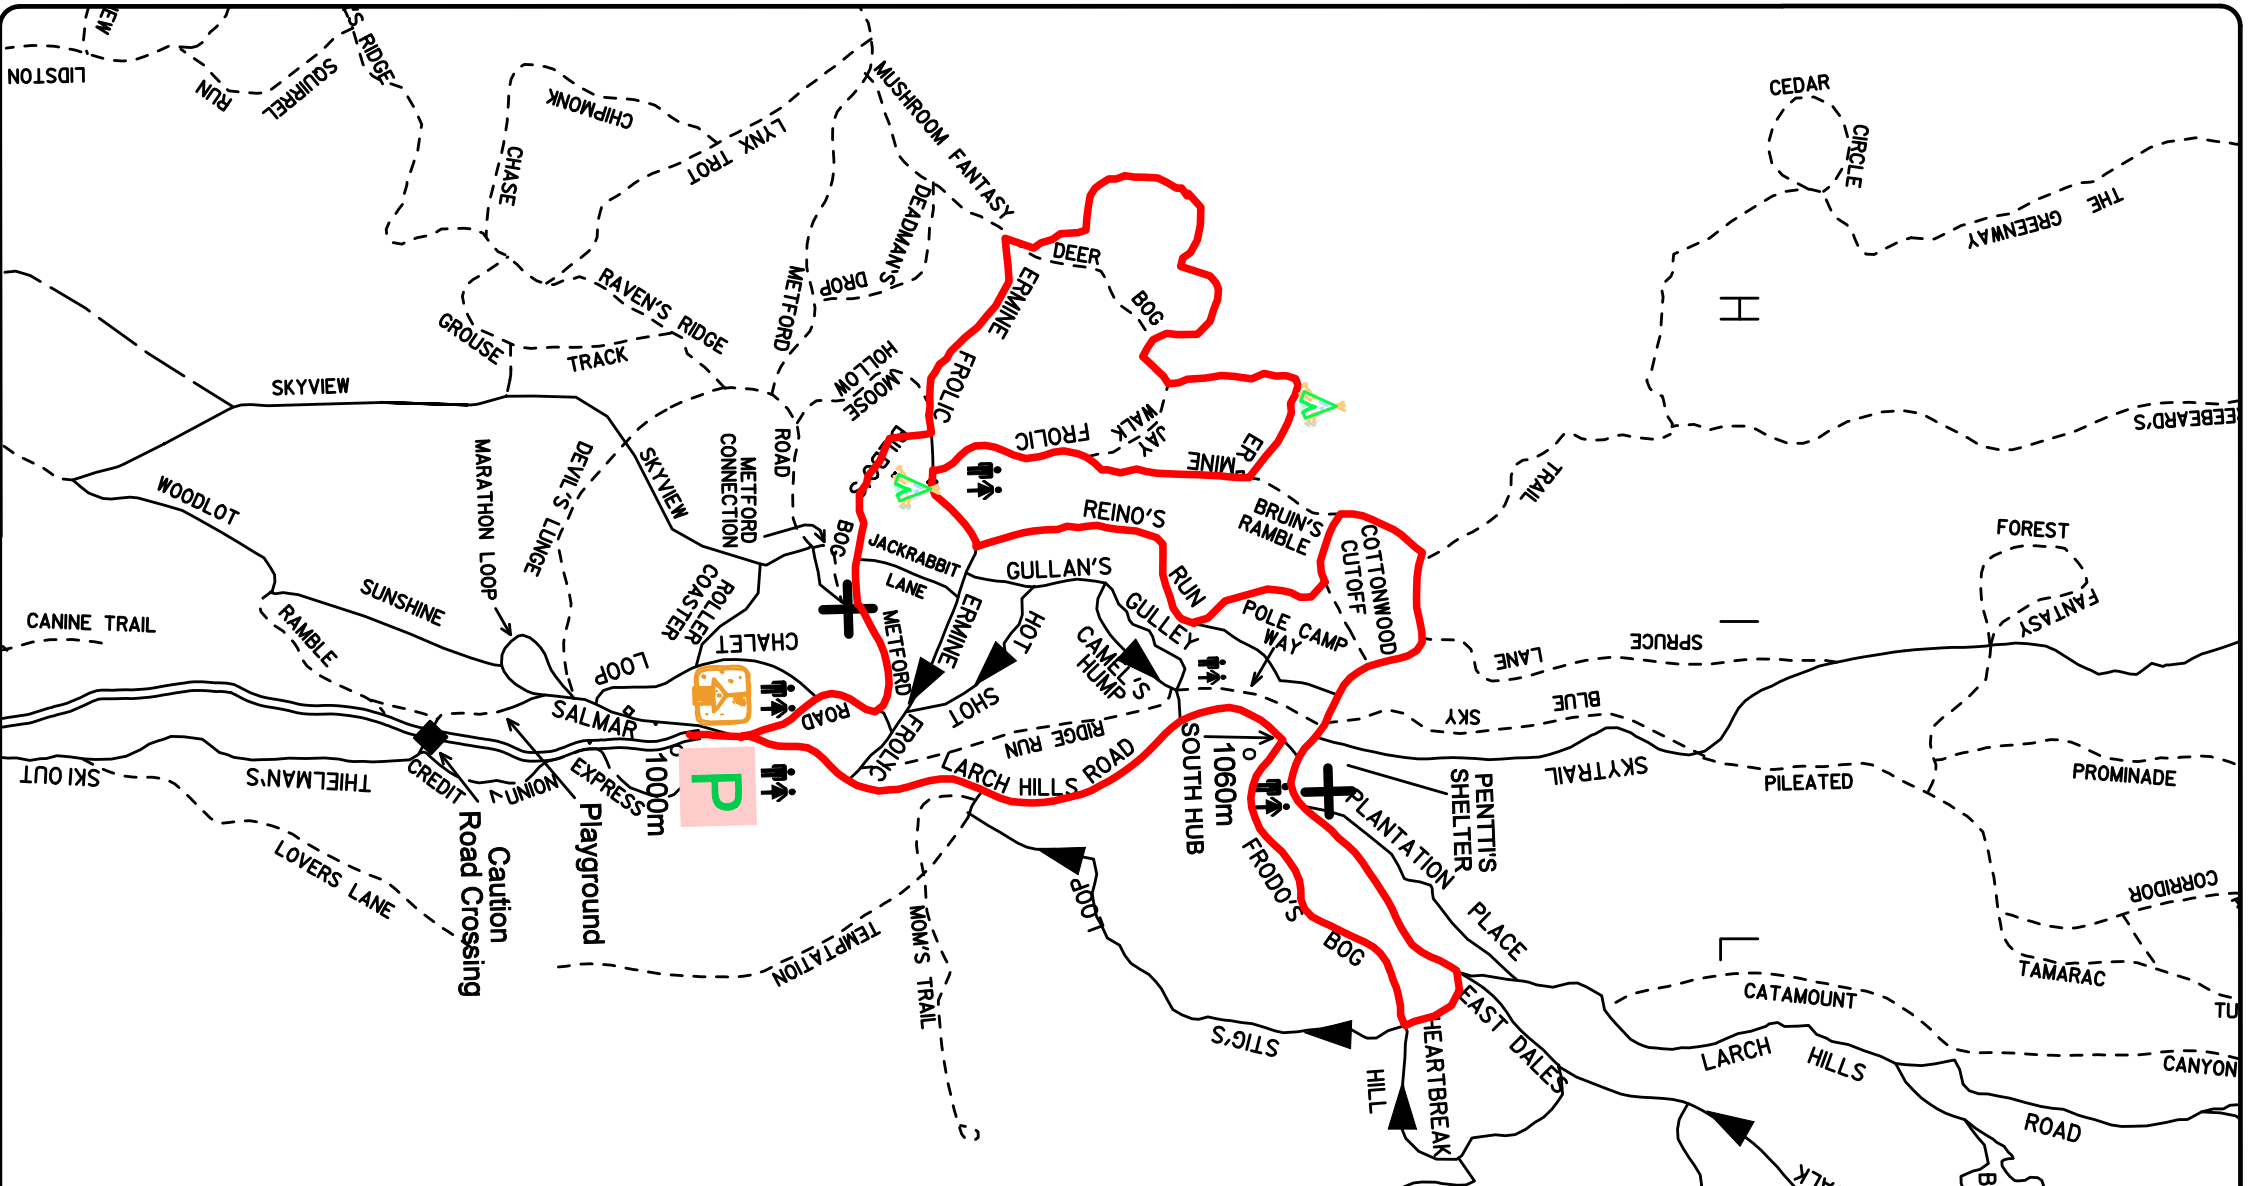 LIDSTON
EW
'S RIDGE
SQUIRREL
RUN
CHIPMONK
CHASE
LYNX
TROT
MUSHROOM FANTASY
DEADMAN'S
DROP
METFORD
ROAD
RAVEN'S RIDGE
GROUSE
TRACK
SKYVIEW
SKYVIEW
MOOSE
HOLLOW
ERMINE
FROLIC
DEER
BOG
JAY
WALK
FROLIC
ERMINE
CEDAR
CIRCLE
THE
GREENWAY
H
EEBEARD'S
TRAIL
WOODLOT
MARATHON LOOP
DEVIL'S LUNGE
METFORD
CONNECTION
BOG
JACKRABBIT
LANE
REINO'S
RUN
BRUIN'S
RAMBLE
COTTONWOOD
CUTOFF
GULLAN'S
GULLEY
POLE CAMP
WAY
CAMEL'S
HUMP
HOT
SHOT
ERMINE
FROLIC
METFORD
ROAD
ROLLER
COASTER
CHALET
LOOP
SUNSHINE
RAMBLE
CANINE TRAIL
SALMAR
SKI OUT
THIELMAN'S
CREDIT
UNION
EXPRESS
1000m
P
Playground
Caution
Road Crossing
LOVERS LANE
TEMPTATION
MOM'S TRAIL
RIDGE RUN
LARCH HILLS ROAD
SOUTH HUB
1060m
FRODO'S
BOG
PENTTI'S
SHELTER
PLANTATION
PLACE
SKYTRAIL
SKY
BLUE
SPRUCE
LANE
I
FOREST
FANTASY
PILEATED
PROMINADE
CORRIDOR
TAMARAC
TU
L
CATAMOUNT
CANYON
LARCH
HILLS
ROAD
EAST DALES
HEARTBREAK
HILL
STIG'S
LOOP
ALK
B